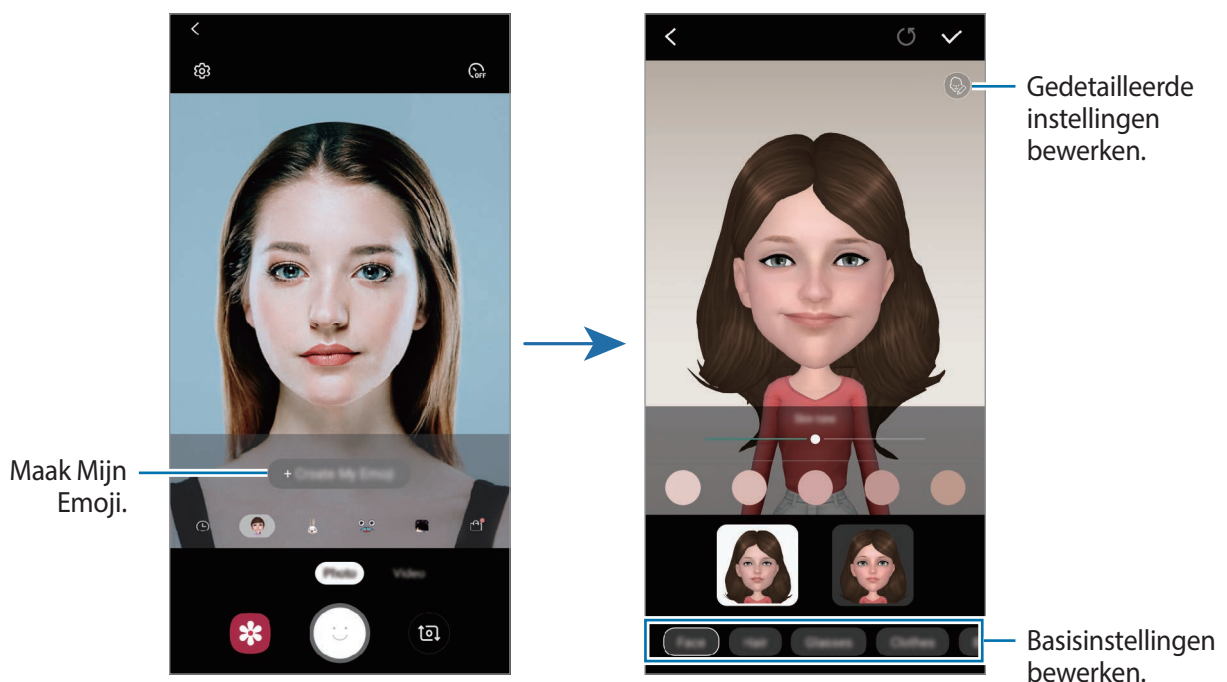 OFF
Maak Mijn
Emoji.
+ Create My Emoji
Photo
Video
Gedetailleerde
instellingen
bewerken.
Skin tone
Face
Hair
Glasses
Clothes
Basisinstellingen
bewerken.